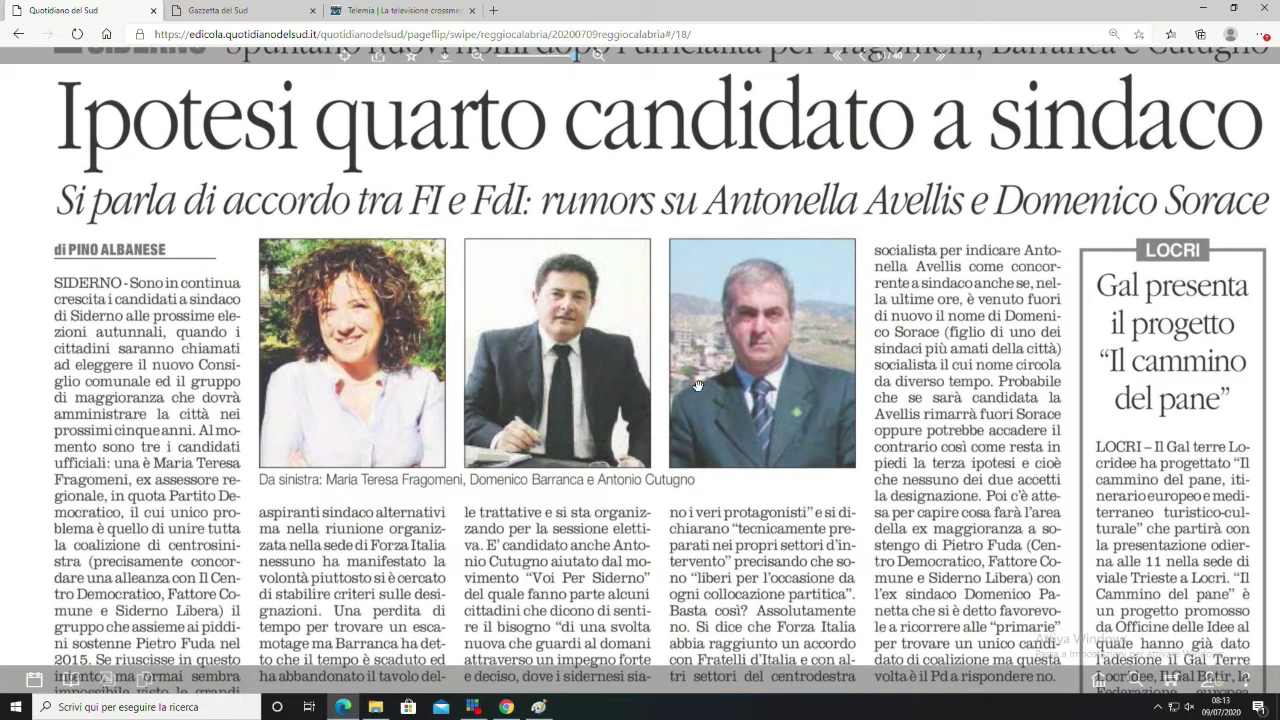 Quotidiano del Sud
Gazzetta del Sud
Telemia | La television crossme
https://edicola.quotidianodelsud.it/quotidianodelsud/pageflip/swipe/reggiocalabria/20200709reggiocalabria#/18/
/ 40
Ipotesi quarto candidato a sindaco
Si parla di accordo tra FI e FdI: rumors su Antonella Avellis e Domenico Sorace
di PINO ALBANESE
SIDERNO - Sono in continua
crescita i candidati a sindaco
di Siderno alle prossime ele-
zioni autunnali, quando i
cittadini saranno chiamati
ad eleggere il nuovo Consi-
glio comunale ed il gruppo
di maggioranza che dovrà
amministrare la città nei
prossimi cinque anni. Al mo-
mento sono tre i candidati
ufficiali: una è Maria Teresa
Fragomeni, ex assessore re-
gionale, in quota Partito De-
mocratico, il cui unico pro-
blema è quello di unire tutta
la coalizione di centrosini-
stra (precisamente concor-
dare una alleanza con Il Cen-
tro Democratico, Fattore Co-
mune e Siderno Libera) il
gruppo che assieme ai piddi-
ni sostenne Pietro Fuda nel
2015. Se riuscisse in questo
Da sinistra: Maria Teresa Fragomeni, Domenico Barranca e Antonio Cutugno
aspiranti sindaco alternativi
ma nella riunione organiz-
zata nella sede di Forza Italia
nessuno ha manifestato la
volontà piuttosto si è cercato
di stabilire criteri sulle desi-
gnazioni. Una perdita di
tempo per trovare un esca-
motage ma Barranca ha det-
to che il tempo è scaduto ed
ha abbandonato il tavolo del-
le trattative e si sta organiz-
zando per la sessione eletti-
va. E' candidato anche Anto-
nio Cutugno aiutato dal mo-
vimento "Voi Per Siderno"
del quale fanno parte alcuni
cittadini che dicono di senti-
re il bisogno "di una svolta
nuova che guardi al domani
attraverso un impegno forte
e deciso, dove i sidernesi sia-
no i veri protagonisti" e si di-
chiarano "tecnicamente pre-
parati nei propri settori d'in-
tervento" precisando che so-
no "liberi per l'occasione da
ogni collocazione partitica".
Basta così? Assolutamente
no. Si dice che Forza Italia
abbia raggiunto un accordo
con Fratelli d'Italia e con al-
tri settori del centrodestra
socialista per indicare Anto-
nella Avellis come concor-
rente a sindaco anche se, nel-
la ultime ore, è venuto fuori
di nuovo il nome di Domeni-
co Sorace (figlio di uno dei
sindaci più amati della città)
socialista il cui nome circola
da diverso tempo. Probabile
che se sarà candidata la
Avellis rimarrà fuori Sorace
oppure potrebbe accadere il
contrario così come resta in
piedi la terza ipotesi e cioè
che nessuno dei due accetti
la designazione. Poi c'è atte-
sa per capire cosa farà l'area
della ex maggioranza a so-
stengo di Pietro Fuda (Cen-
tro Democratico, Fattore Co-
mune e Siderno Libera) con
l'ex sindaco Domenico Pa-
netta che si è detto favorevo-
le a ricorrere alle "primarie"
per trovare un unico candi-
dato di coalizione ma questa
volta è il Pd a rispondere no.
LOCRI
Gal presenta
il progetto
"Il cammino
del pane"
LOCRI – Il Gal terre Lo-
cridee ha progettato "Il
cammino del pane, iti-
nerario europeo e medi-
terraneo turistico-cul-
turale" che partirà con
la presentazione odier-
na alle 11 nella sede di
viale Trieste a Locri. "Il
Cammino del pane" è
un progetto promosso
da Officine delle Idee al
quale hanno già dato
l'adesione il Gal Terre
Locridee, Il Gal Batir, la
Federazione europea
Scrivi qui per eseguire la ricerca
08:13
09/07/2020